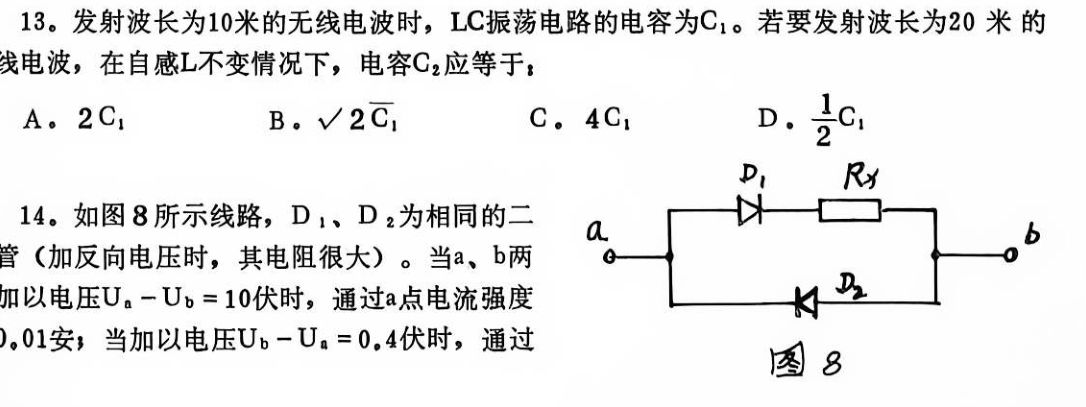 13。发射波长为10米的无线电波时，LC振荡电路的电容为C₁。若要发射波长为20 米 的
线电波，在自感L不变情况下，电容C₂应等于：
A。2C₁ B。√2C̅₁ C。4C₁ D。1/2 C₁
14。如图8所示线路，D₁、D₂为相同的二
管（加反向电压时，其电阻很大）。当a、b两
加以电压Uₐ－U_b＝10伏时，通过a点电流强度
0.01安；当加以电压U_b－Uₐ＝0.4伏时，通过
D₁ Rx
a b
D₂
图 8